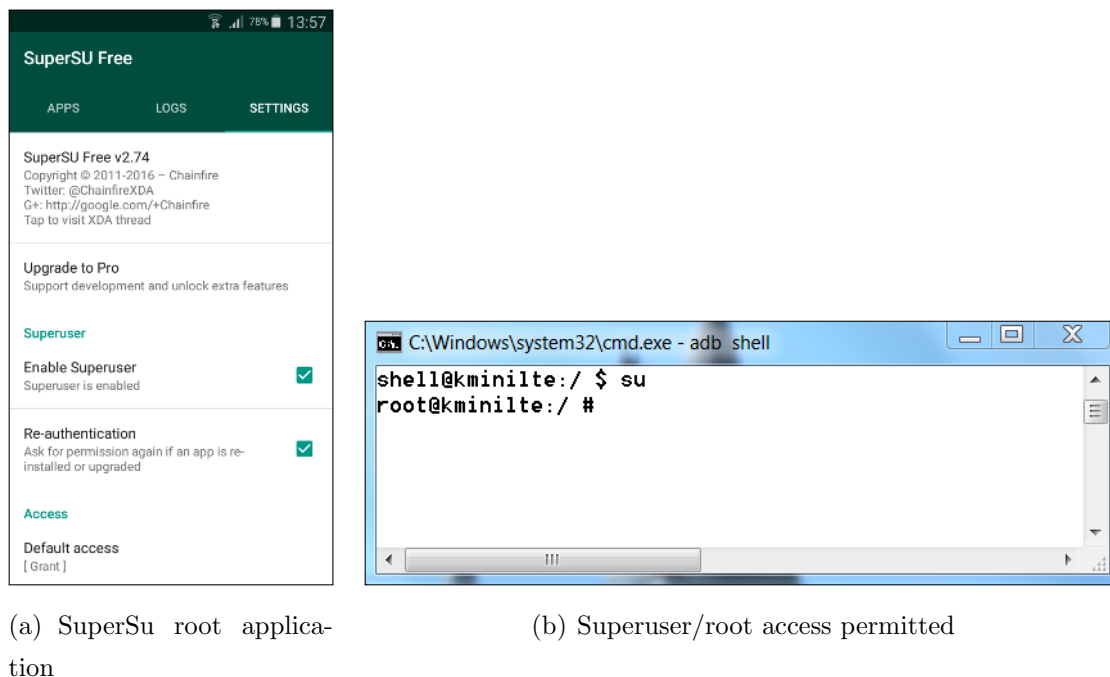 78% 13:57
SuperSU Free
APPS LOGS SETTINGS
SuperSU Free v2.74
Copyright © 2011-2016 – Chainfire
Twitter: @ChainfireXDA
G+: http://google.com/+Chainfire
Tap to visit XDA thread
Upgrade to Pro
Support development and unlock extra features
Superuser
Enable Superuser
Superuser is enabled
Re-authentication
Ask for permission again if an app is re-
installed or upgraded
Access
Default access
[ Grant ]
C:\Windows\system32\cmd.exe - adb shell
shell@kminilte:/ $ su
root@kminilte:/ #
(a) SuperSu root applica-
tion
(b) Superuser/root access permitted